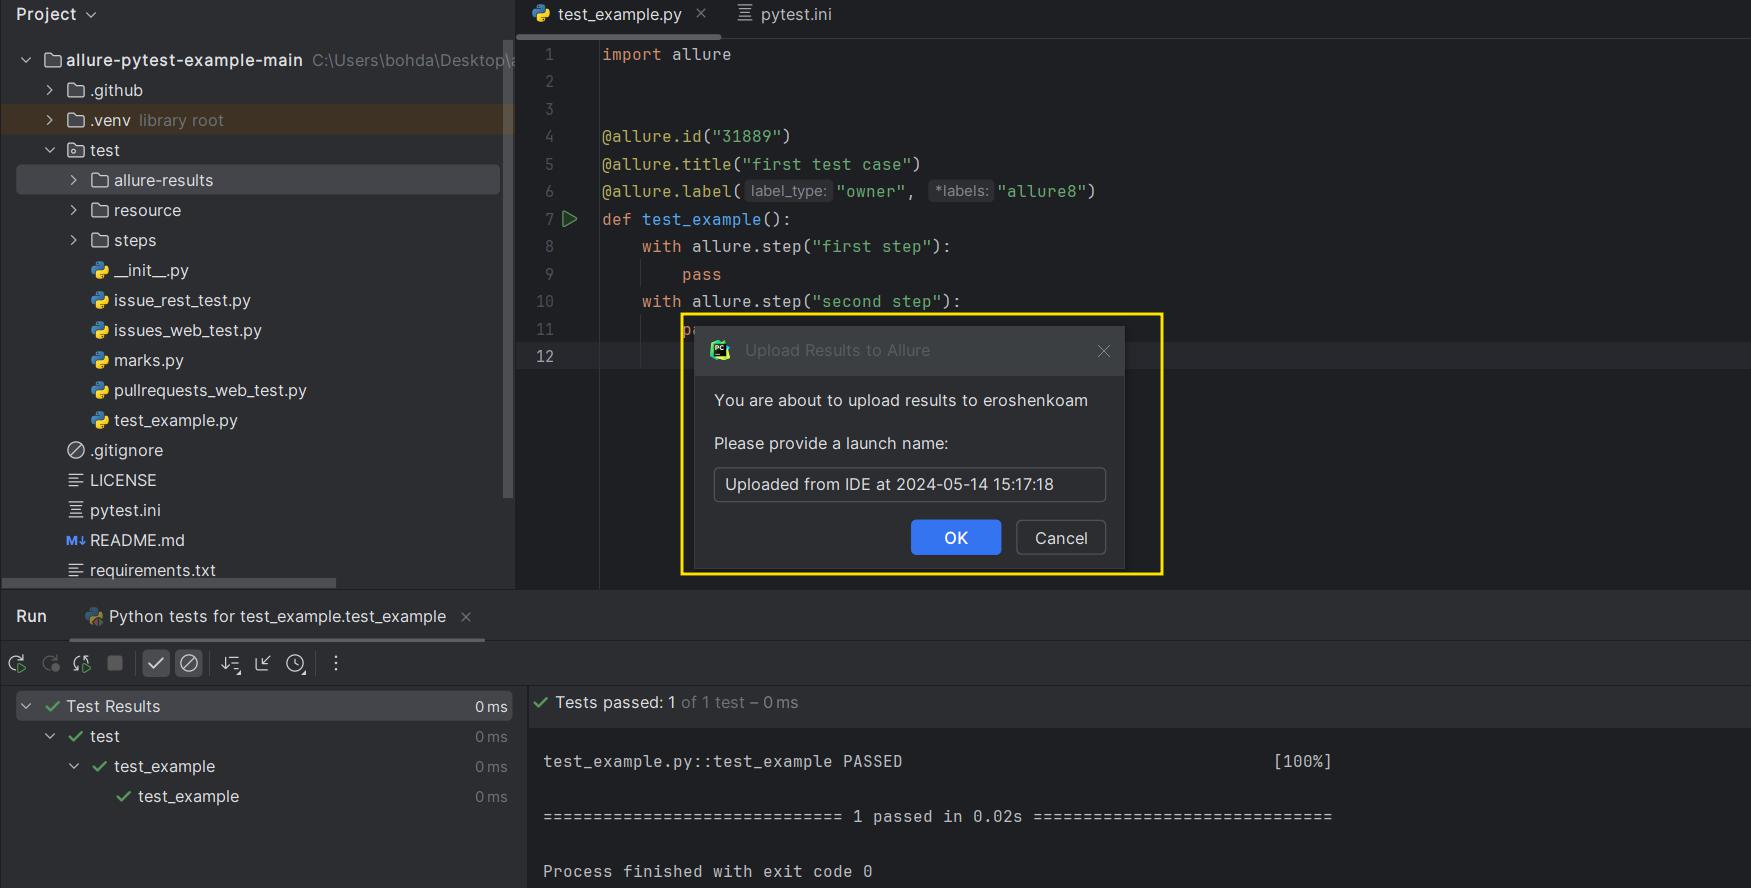 Project
allure-pytest-example-main C:\Users\bohda\Desktop\
.github
.venv library root
test
allure-results
resource
steps
__init__.py
issue_rest_test.py
issues_web_test.py
marks.py
pullrequests_web_test.py
test_example.py
.gitignore
LICENSE
pytest.ini
M↓ README.md
requirements.txt
test_example.py
pytest.ini
1 import allure
2
3
4 @allure.id("31889")
5 @allure.title("first test case")
6 @allure.label( label_type: "owner", *labels: "allure8")
7 def test_example():
8 with allure.step("first step"):
9 pass
10 with allure.step("second step"):
11 pa
12
PC
Upload Results to Allure
You are about to upload results to eroshenkoam
Please provide a launch name:
Uploaded from IDE at 2024-05-14 15:17:18
OK
Cancel
Run
Python tests for test_example.test_example
Test Results 0 ms
test 0 ms
test_example 0 ms
test_example 0 ms
Tests passed: 1 of 1 test – 0 ms
test_example.py::test_example PASSED [100%]
============================== 1 passed in 0.02s ==============================
Process finished with exit code 0